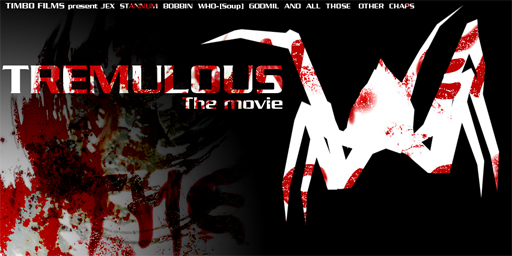 TIMBO FILMS present JEX STANNUM BOBBIN WHO-[Soup] GODMIL AND ALL THOSE OTHER CHAPS
TREMULOUS
The movie